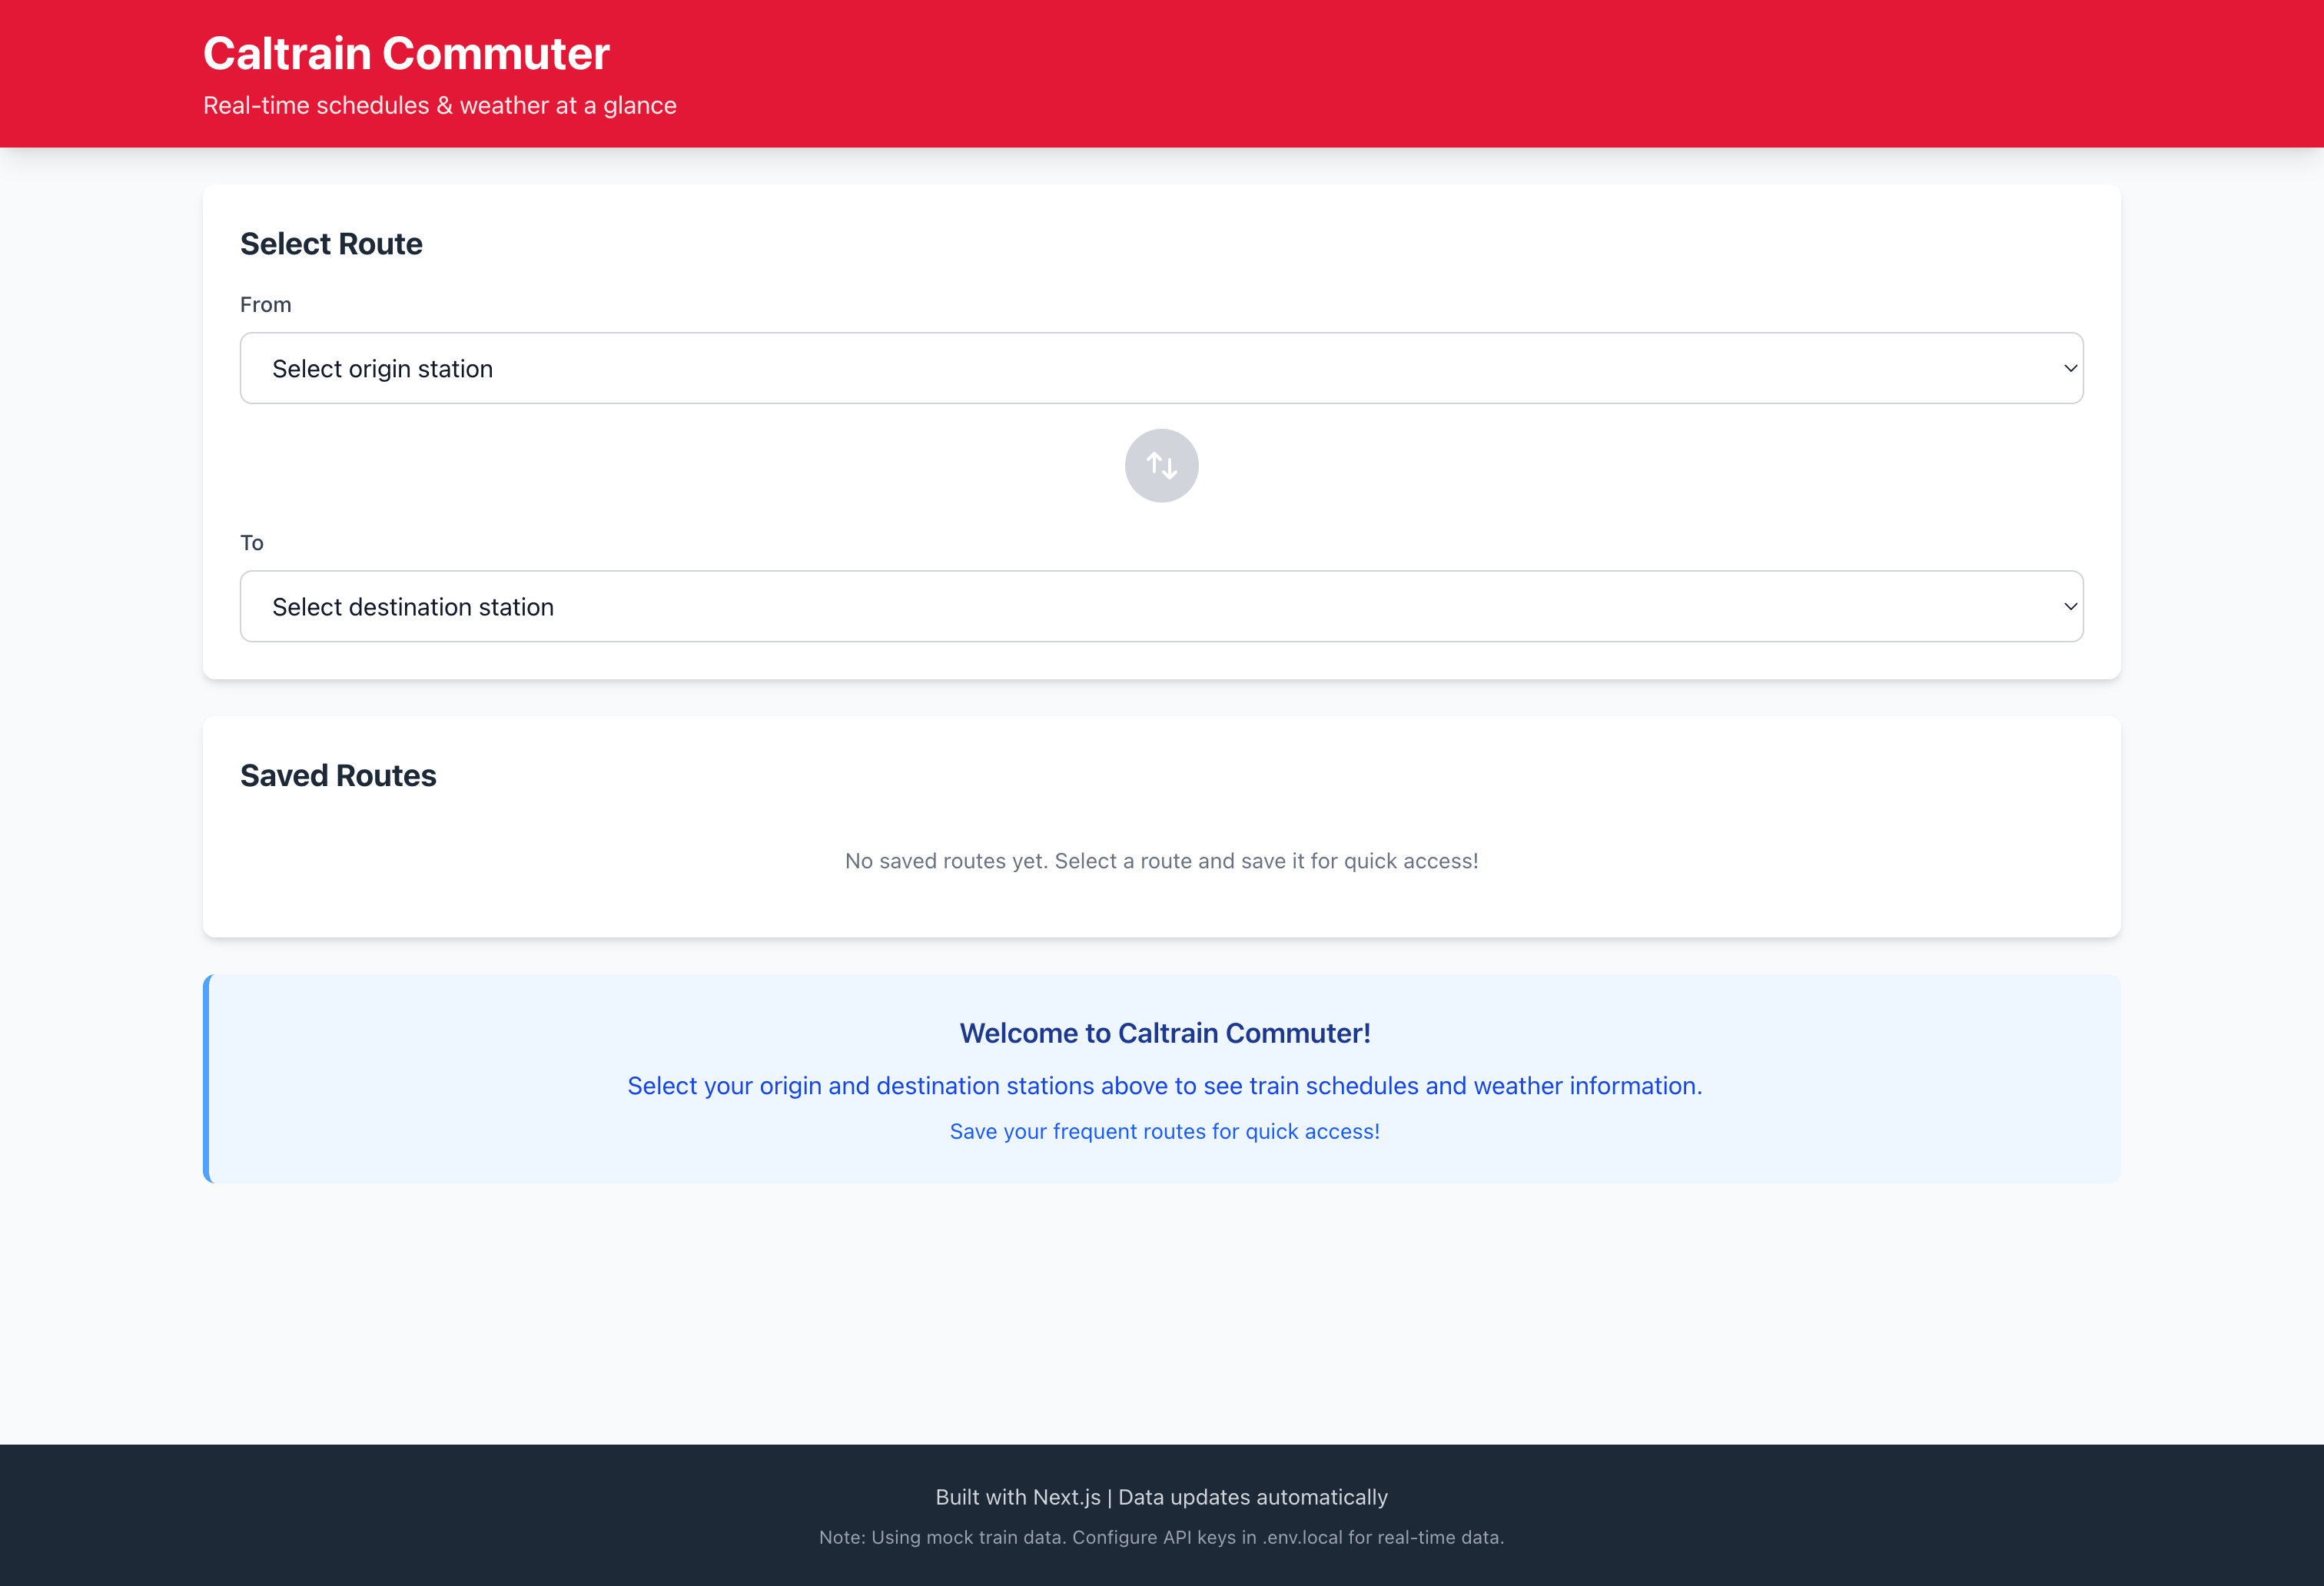 Caltrain Commuter
Real-time schedules & weather at a glance
Select Route
From
Select origin station
To
Select destination station
Saved Routes
No saved routes yet. Select a route and save it for quick access!
Welcome to Caltrain Commuter!
Select your origin and destination stations above to see train schedules and weather information.
Save your frequent routes for quick access!
Built with Next.js | Data updates automatically
Note: Using mock train data. Configure API keys in .env.local for real-time data.